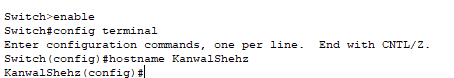 Switch>enable
Switch#config terminal
Enter configuration commands, one per line.  End with CNTL/Z.
Switch(config)#hostname KanwalShehz
KanwalShehz(config)#